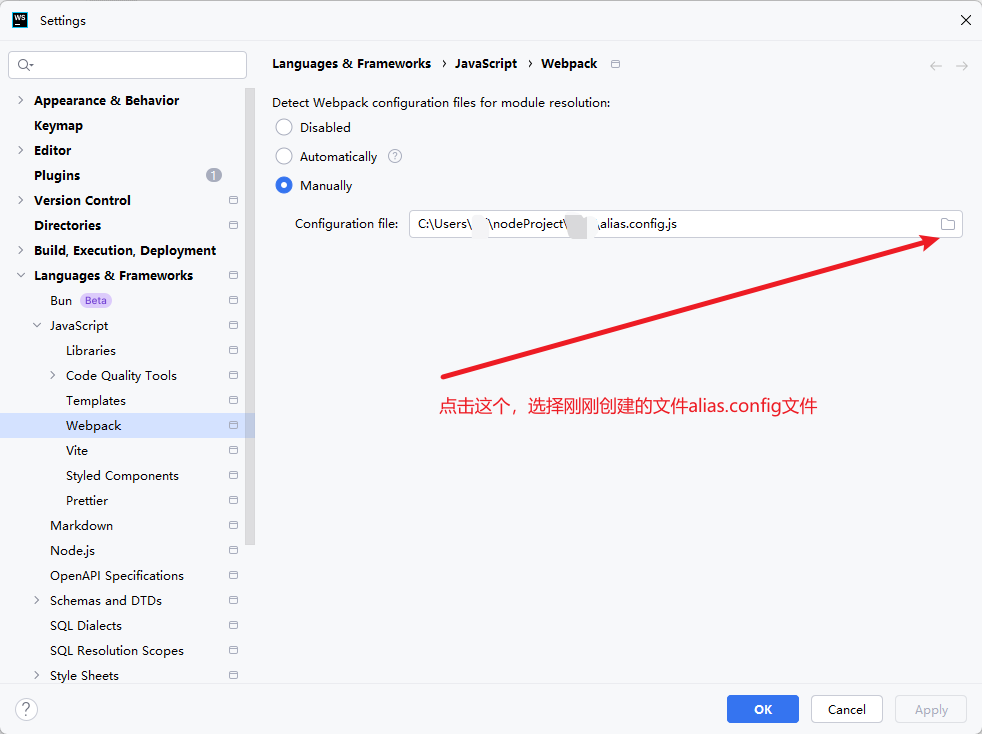 WS
Settings
Languages & Frameworks › JavaScript › Webpack
Appearance & Behavior
Keymap
Editor
Plugins 1
Version Control
Directories
Build, Execution, Deployment
Languages & Frameworks
Bun Beta
JavaScript
Libraries
Code Quality Tools
Templates
Webpack
Vite
Styled Components
Prettier
Markdown
Node.js
OpenAPI Specifications
Schemas and DTDs
SQL Dialects
SQL Resolution Scopes
Style Sheets
Detect Webpack configuration files for module resolution:
Disabled
Automatically ?
Manually
Configuration file: C:\Users\ \nodeProject\ \alias.config.js
点击这个，选择刚刚创建的文件alias.config文件
?
OK
Cancel
Apply